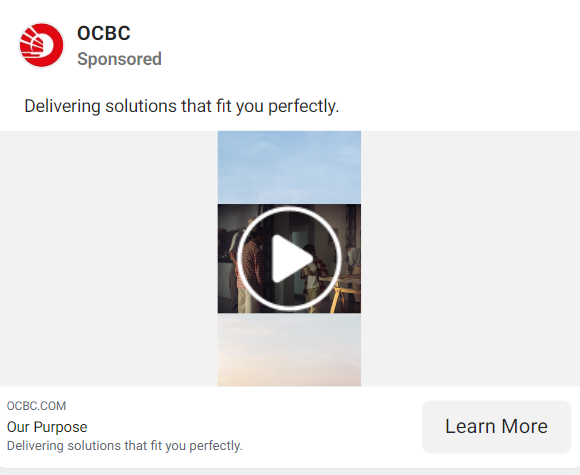 OCBC
Sponsored
Delivering solutions that fit you perfectly.
OCBC.COM
Our Purpose
Delivering solutions that fit you perfectly.
Learn More